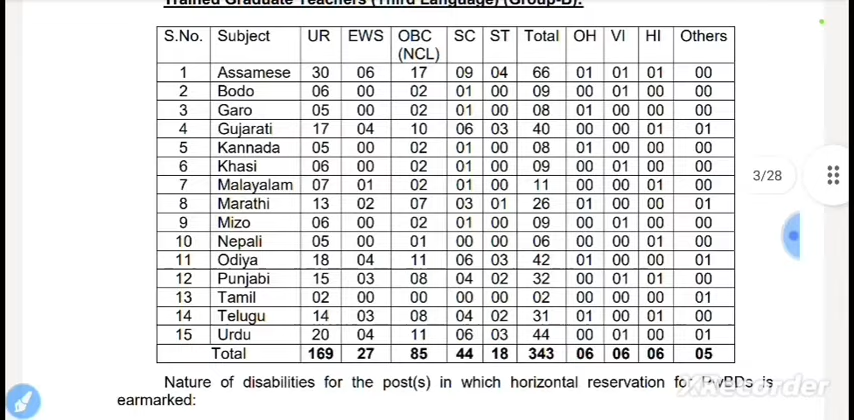 Trained Graduate Teachers (Third Language) (Group-B):
S.No. Subject UR EWS OBC (NCL) SC ST Total OH VI HI Others
1 Assamese 30 06 17 09 04 66 01 01 01 00
2 Bodo 06 00 02 01 00 09 00 01 00 00
3 Garo 05 00 02 01 00 08 01 00 00 00
4 Gujarati 17 04 10 06 03 40 00 00 01 01
5 Kannada 05 00 02 01 00 08 01 00 00 00
6 Khasi 06 00 02 01 00 09 00 01 00 00
7 Malayalam 07 01 02 01 00 11 00 00 01 00
8 Marathi 13 02 07 03 01 26 01 00 00 01
9 Mizo 06 00 02 01 00 09 00 01 00 00
10 Nepali 05 00 01 00 00 06 00 00 01 00
11 Odiya 18 04 11 06 03 42 01 00 00 01
12 Punjabi 15 03 08 04 02 32 00 01 01 00
13 Tamil 02 00 00 00 00 02 00 00 00 01
14 Telugu 14 03 08 04 02 31 01 00 01 00
15 Urdu 20 04 11 06 03 44 00 01 00 01
Total 169 27 85 44 18 343 06 06 06 05
Nature of disabilities for the post(s) in which horizontal reservation for PwBDs is
earmarked:
3/28
XRecorder